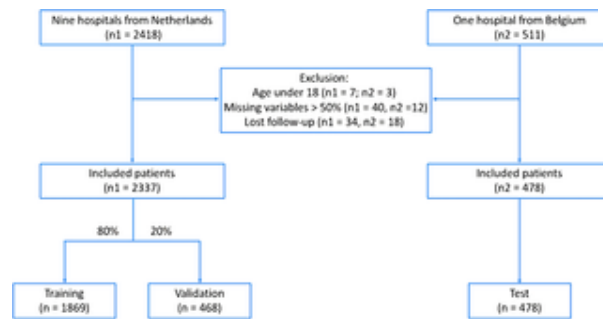 Nine hospitals from Netherlands
(n1 = 2418)
One hospital from Belgium
(n2 = 511)
Exclusion:
Age under 18 (n1 = 7; n2 = 3)
Missing variables > 50% (n1 = 40, n2 =12)
Lost follow-up (n1 = 34, n2 = 18)
Included patients
(n1 = 2337)
Included patients
(n2 = 478)
80%
20%
Training
(n = 1869)
Validation
(n = 468)
Test
(n = 478)